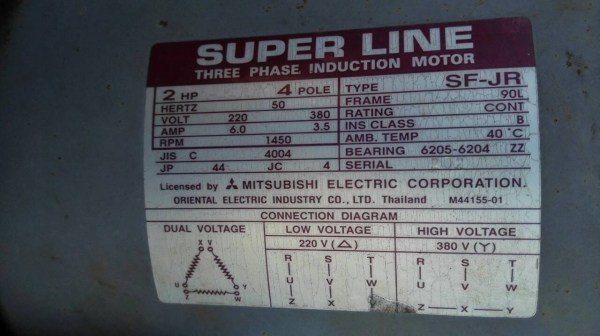 SUPER LINE
THREE PHASE INDUCTION MOTOR
2 HP 4 POLE TYPE SF-JR
HERTZ 50 FRAME 90L
VOLT 220 380 RATING CONT
AMP 6.0 3.5 INS CLASS B
RPM 1450 AMB. TEMP 40°C
JIS C 4004 BEARING 6205-6204 ZZ
JP 44 JC 4 SERIAL
Licensed by MITSUBISHI ELECTRIC CORPORATION.
ORIENTAL ELECTRIC INDUSTRY CO., LTD. Thailand M44155-01
CONNECTION DIAGRAM
DUAL VOLTAGE LOW VOLTAGE HIGH VOLTAGE
220 V (△) 380 V (Y)
X V R S T R S T
U Y U V W U V W
Z W Z X Y Z X Y